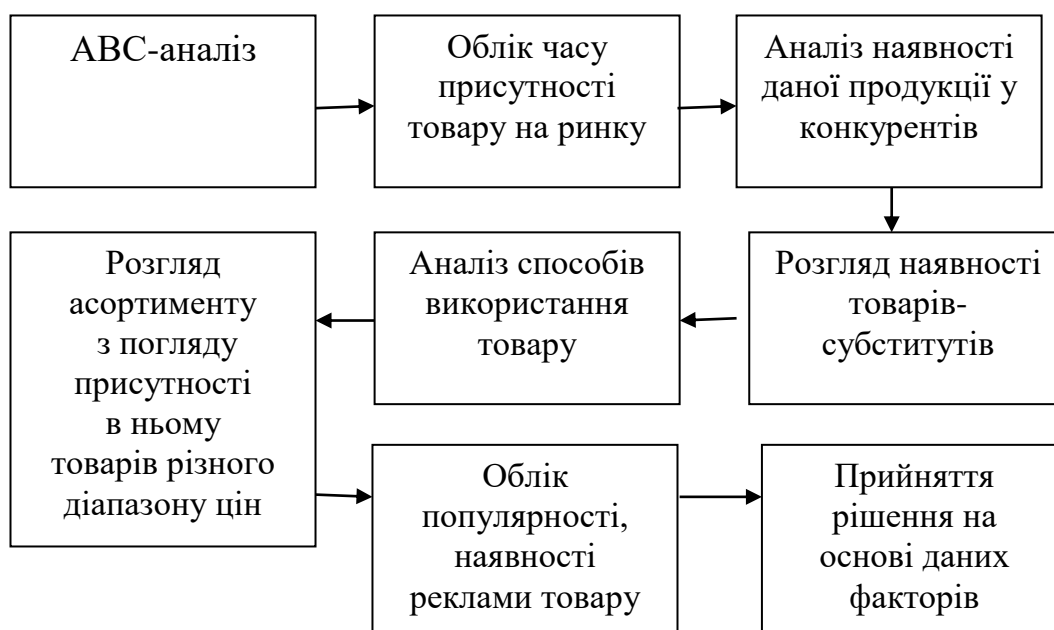 АВС-аналіз
Облік часу
присутності
товару на ринку
Аналіз наявності
даної продукції у
конкурентів
Розгляд наявності
товарів-
субститутів
Аналіз способів
використання
товару
Розгляд
асортименту
з погляду
присутності
в ньому
товарів різного
діапазону цін
Облік
популярності,
наявності
реклами товару
Прийняття
рішення на
основі даних
факторів